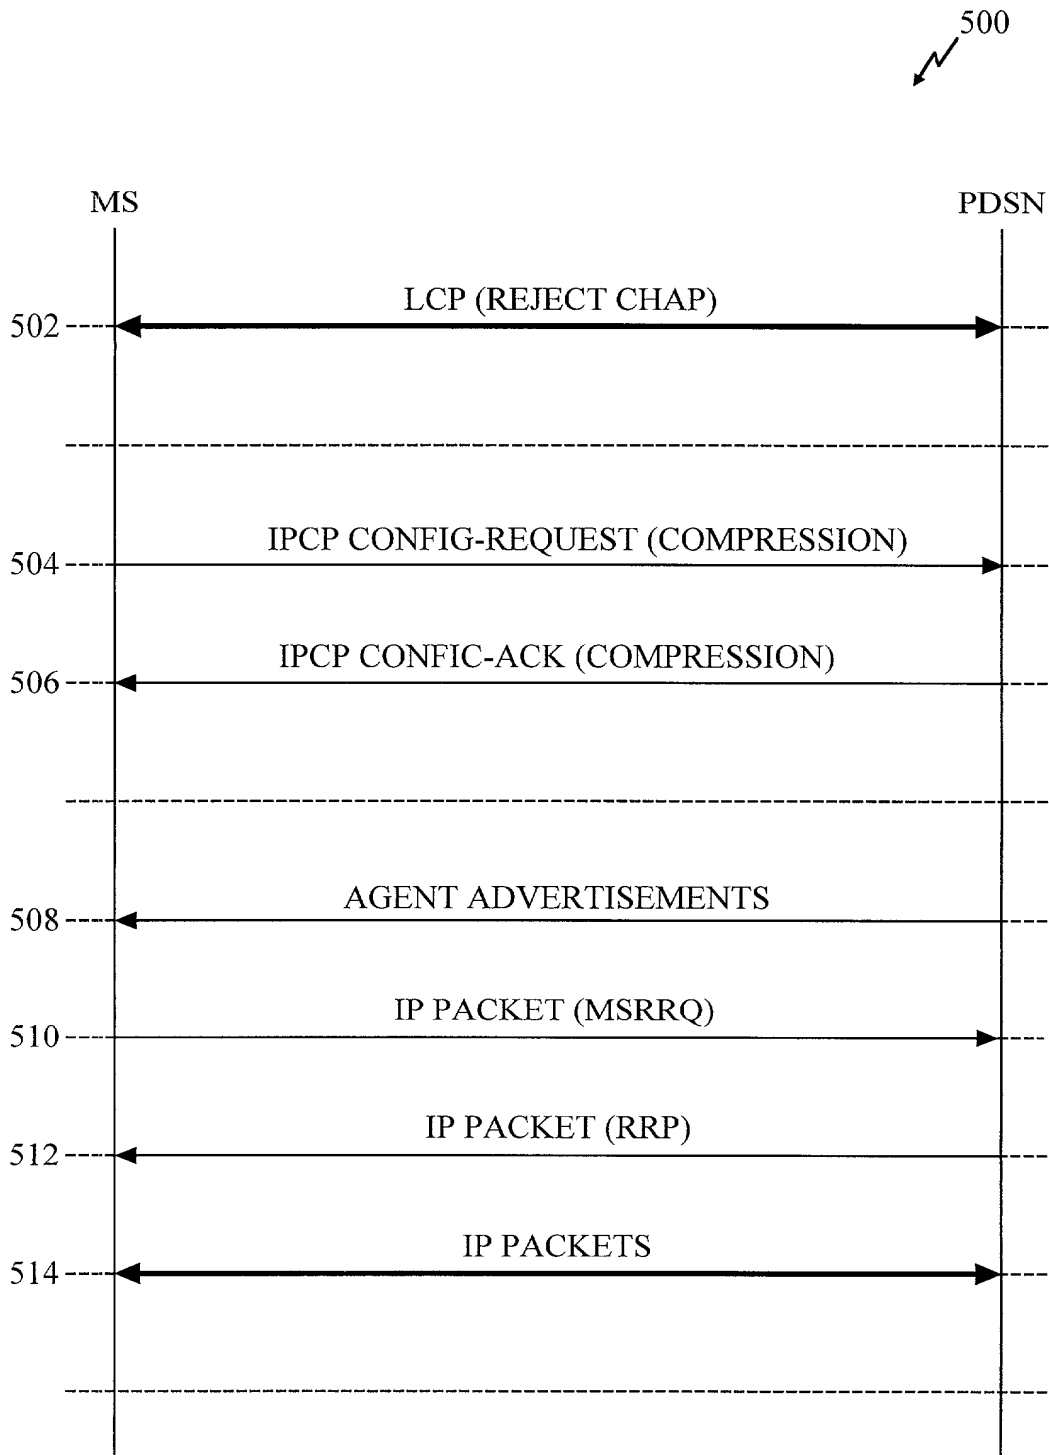 500
MS
PDSN
LCP (REJECT CHAP)
502
IPCP CONFIG-REQUEST (COMPRESSION)
504
IPCP CONFIC-ACK (COMPRESSION)
506
AGENT ADVERTISEMENTS
508
IP PACKET (MSRRQ)
510
IP PACKET (RRP)
512
IP PACKETS
514